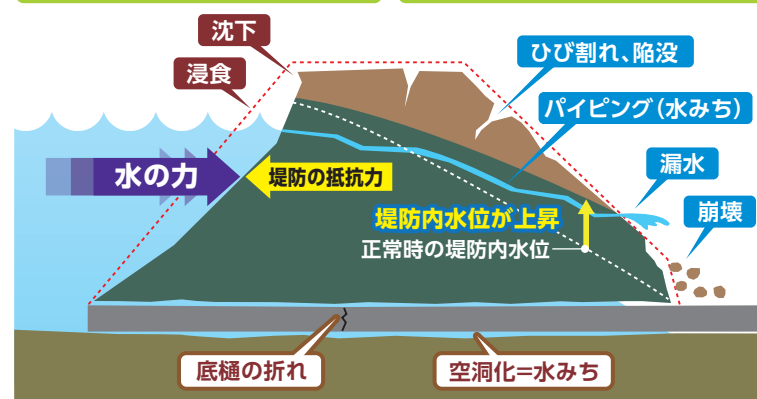 沈下
浸食
ひび割れ、陥没
パイピング(水みち)
漏水
崩壊
水の力
堤防の抵抗力
堤防内水位が上昇
正常時の堤防内水位
底樋の折れ
空洞化=水みち